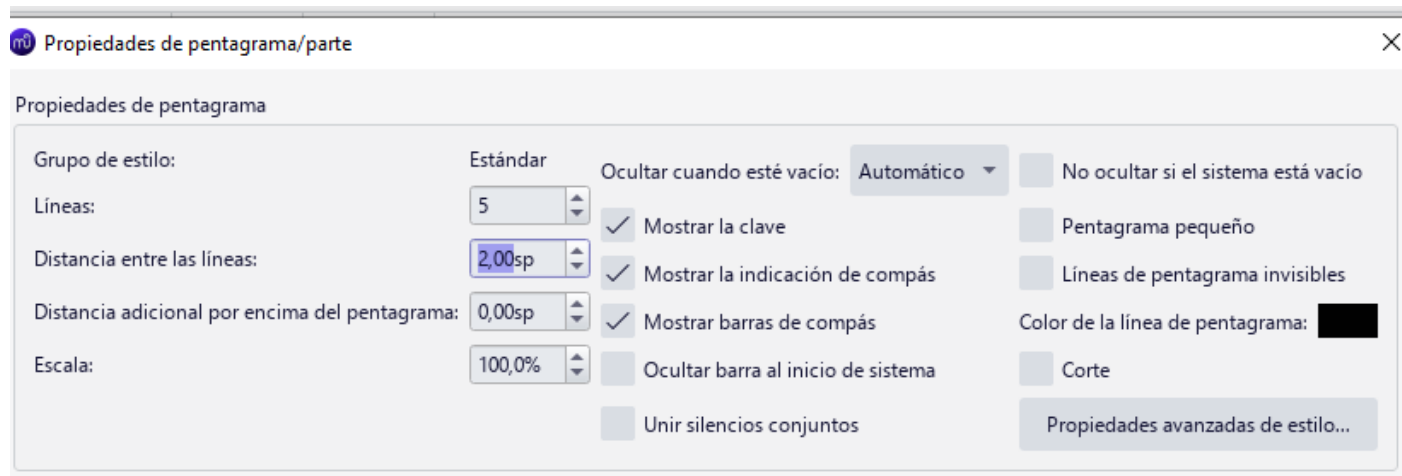 Propiedades de pentagrama/parte
Propiedades de pentagrama
Grupo de estilo: Estándar
Líneas: 5
Distancia entre las líneas: 2,00sp
Distancia adicional por encima del pentagrama: 0,00sp
Escala: 100,0%
Ocultar cuando esté vacío: Automático
Mostrar la clave
Mostrar la indicación de compás
Mostrar barras de compás
Ocultar barra al inicio de sistema
Unir silencios conjuntos
No ocultar si el sistema está vacío
Pentagrama pequeño
Líneas de pentagrama invisibles
Color de la línea de pentagrama:
Corte
Propiedades avanzadas de estilo...